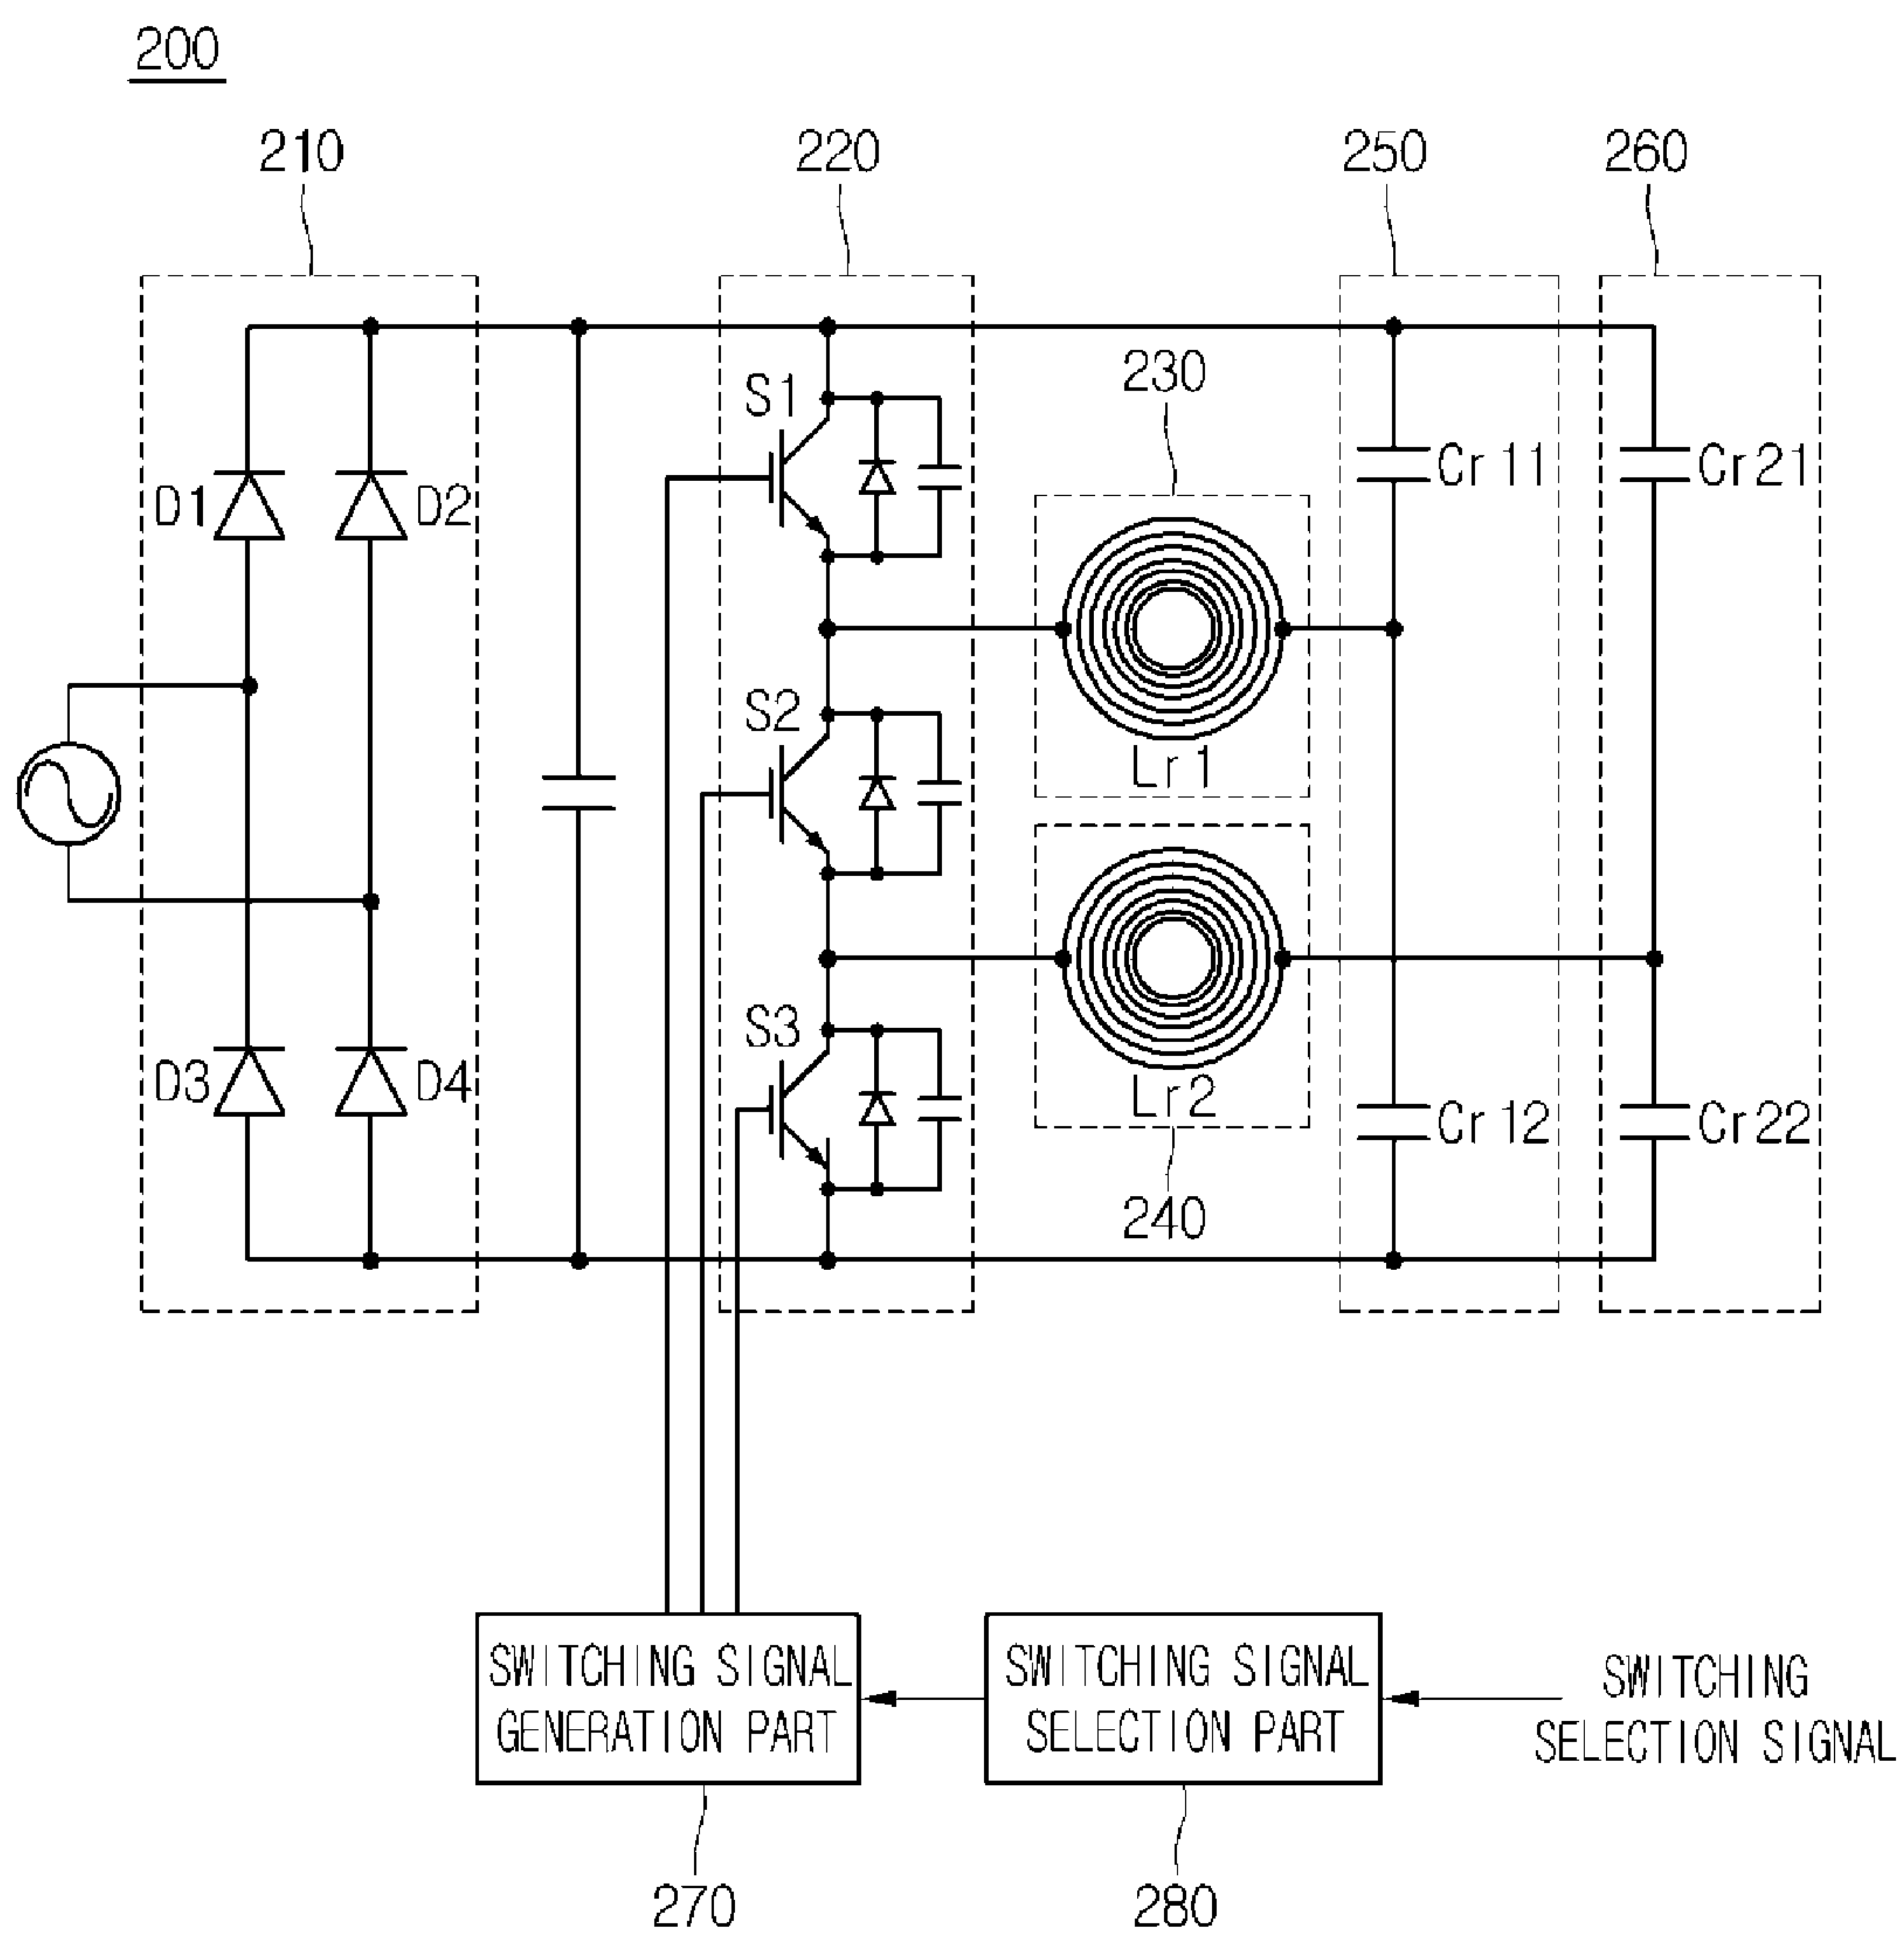 200
210
220
250
260
230
S1
Cr11
Cr21
D1
D2
S2
Lr1
S3
D3
D4
Lr2
Cr12
Cr22
240
SWITCHING SIGNAL
GENERATION PART
SWITCHING SIGNAL
SELECTION PART
SWITCHING
SELECTION SIGNAL
270
280